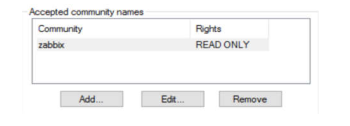 Accepted community names
Community Rights
zabbix READ ONLY
Add... Edit... Remove